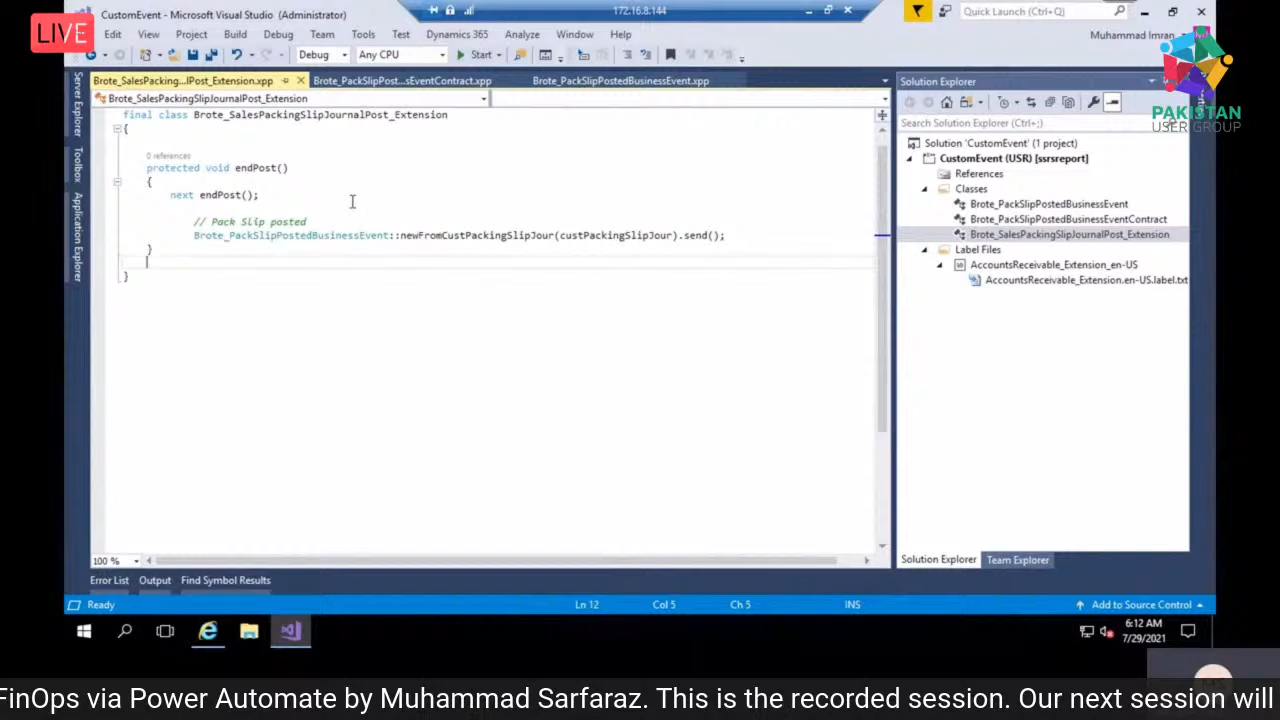 LIVE
CustomEvent - Microsoft Visual Studio (Administrator)
172.16.8.144
Quick Launch (Ctrl+Q)
Edit View Project Build Debug Team Tools Test Dynamics 365 Analyze Window Help
Muhammad Imran
Debug Any CPU Start
PAKISTAN
USER GROUP
Server Explorer
Toolbox
Application Explorer
Brote_SalesPacking...lPost_Extension.xpp
Brote_PackSlipPost...sEventContract.xpp
Brote_PackSlipPostedBusinessEvent.xpp
Brote_SalesPackingSlipJournalPost_Extension
final class Brote_SalesPackingSlipJournalPost_Extension
{
0 references
protected void endPost()
{
next endPost();
// Pack Slip posted
Brote_PackSlipPostedBusinessEvent::newFromCustPackingSlipJour(custPackingSlipJour).send();
}
}
100 %
Solution Explorer
Search Solution Explorer (Ctrl+;)
Solution 'CustomEvent' (1 project)
CustomEvent (USR) [ssrsreport]
References
Classes
Brote_PackSlipPostedBusinessEvent
Brote_PackSlipPostedBusinessEventContract
Brote_SalesPackingSlipJournalPost_Extension
Label Files
AccountsReceivable_Extension_en-US
AccountsReceivable_Extension.en-US.label.txt
Solution Explorer Team Explorer
Error List Output Find Symbol Results
Ready Ln 12 Col 5 Ch 5 INS Add to Source Control
6:12 AM
7/29/2021
FinOps via Power Automate by Muhammad Sarfaraz. This is the recorded session. Our next session will